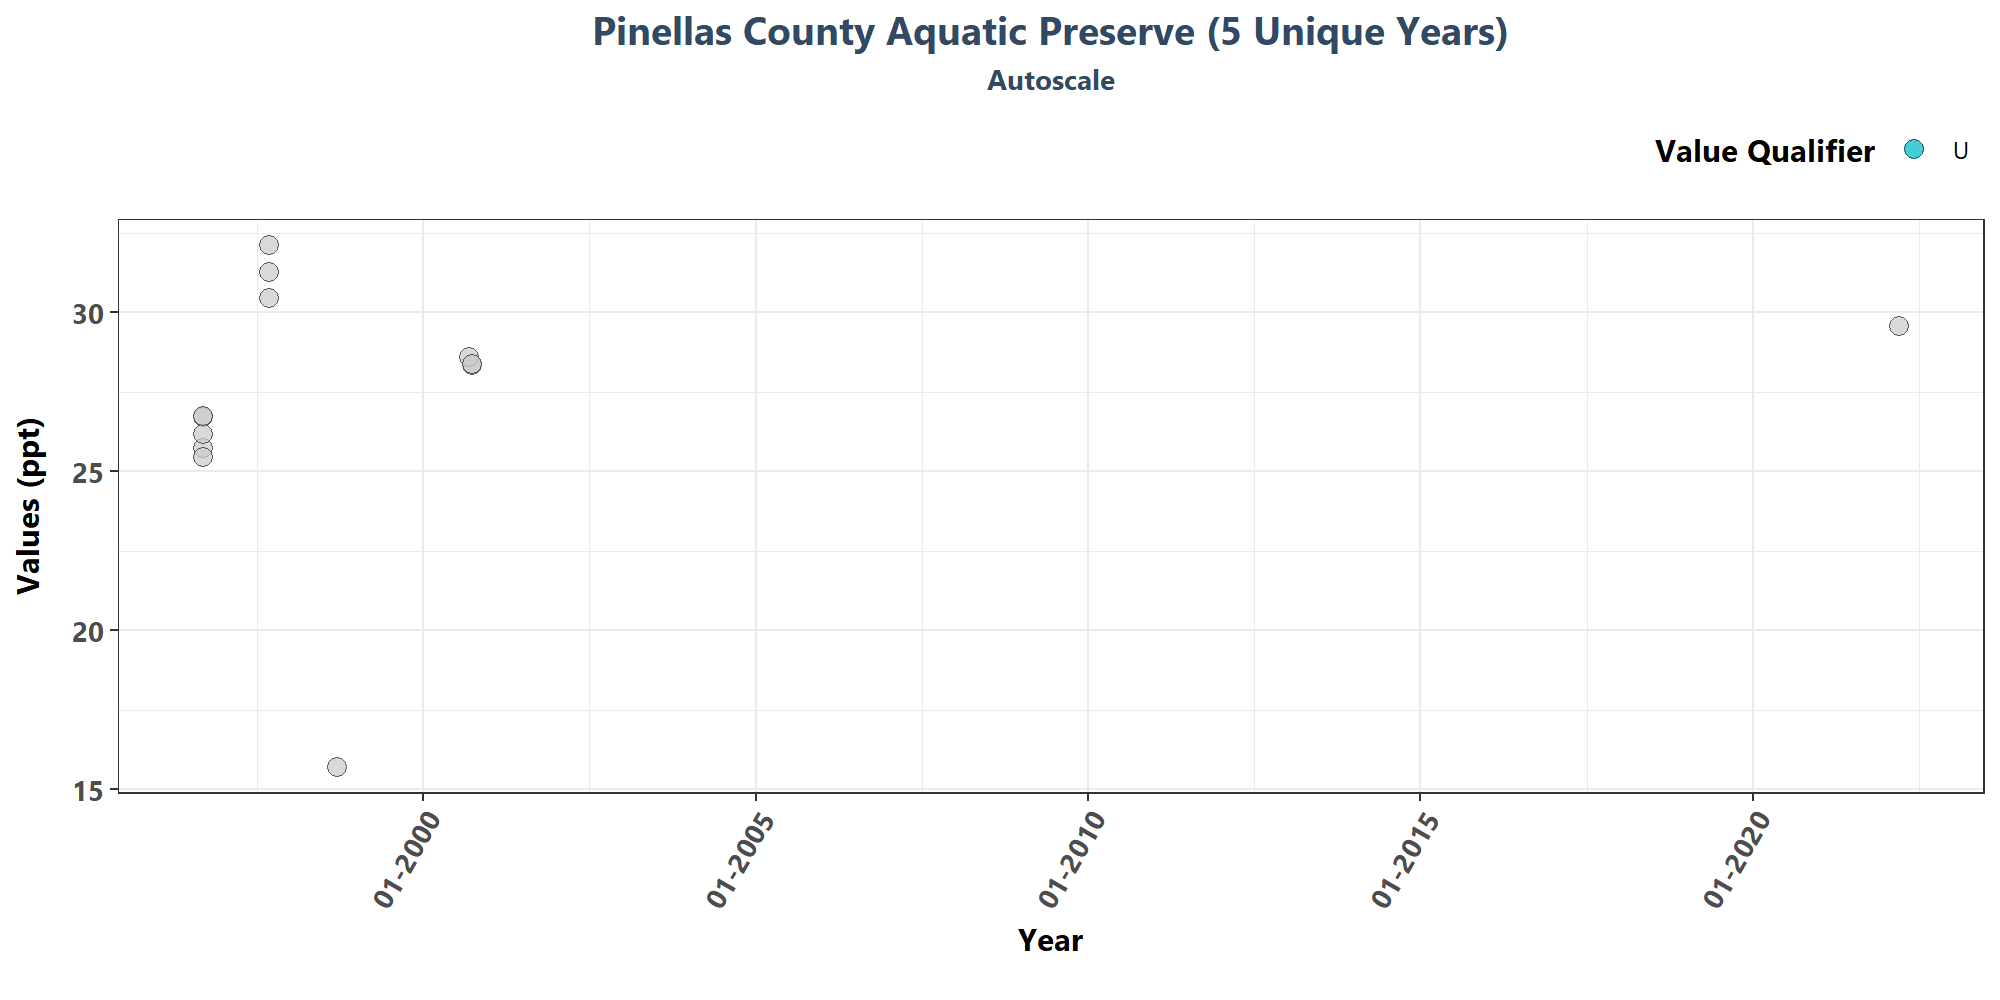 Pinellas County Aquatic Preserve (5 Unique Years)
Autoscale
Value Qualifier U
Values (ppt)
30
25
20
15
01-2000 01-2005 01-2010 01-2015 01-2020
Year